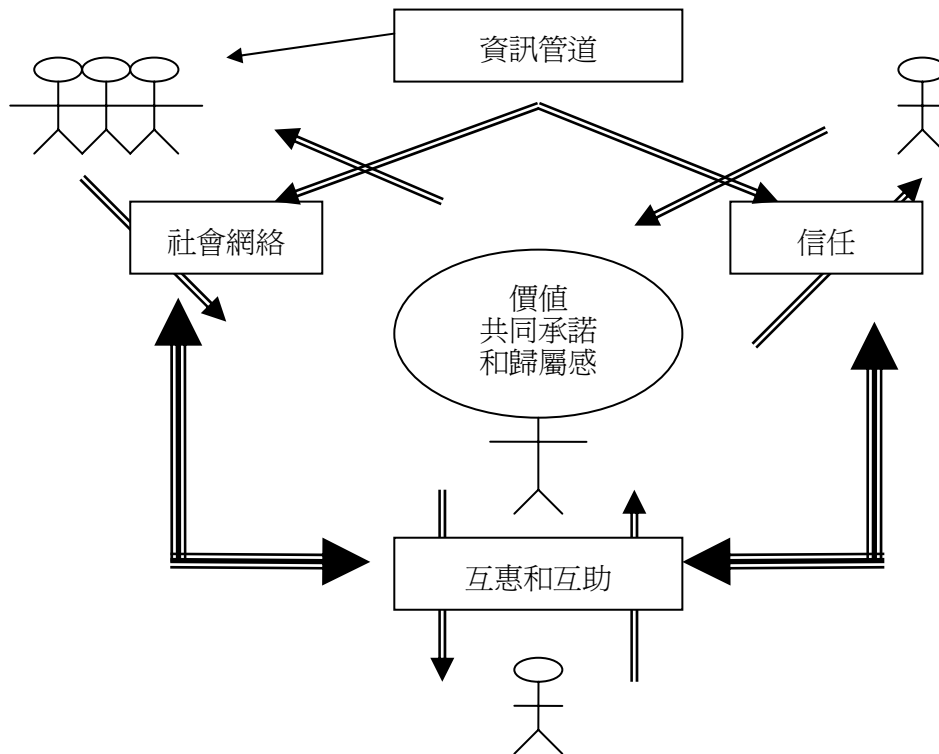 資訊管道
社會網絡
信任
價值
共同承諾
和歸屬感
互惠和互助